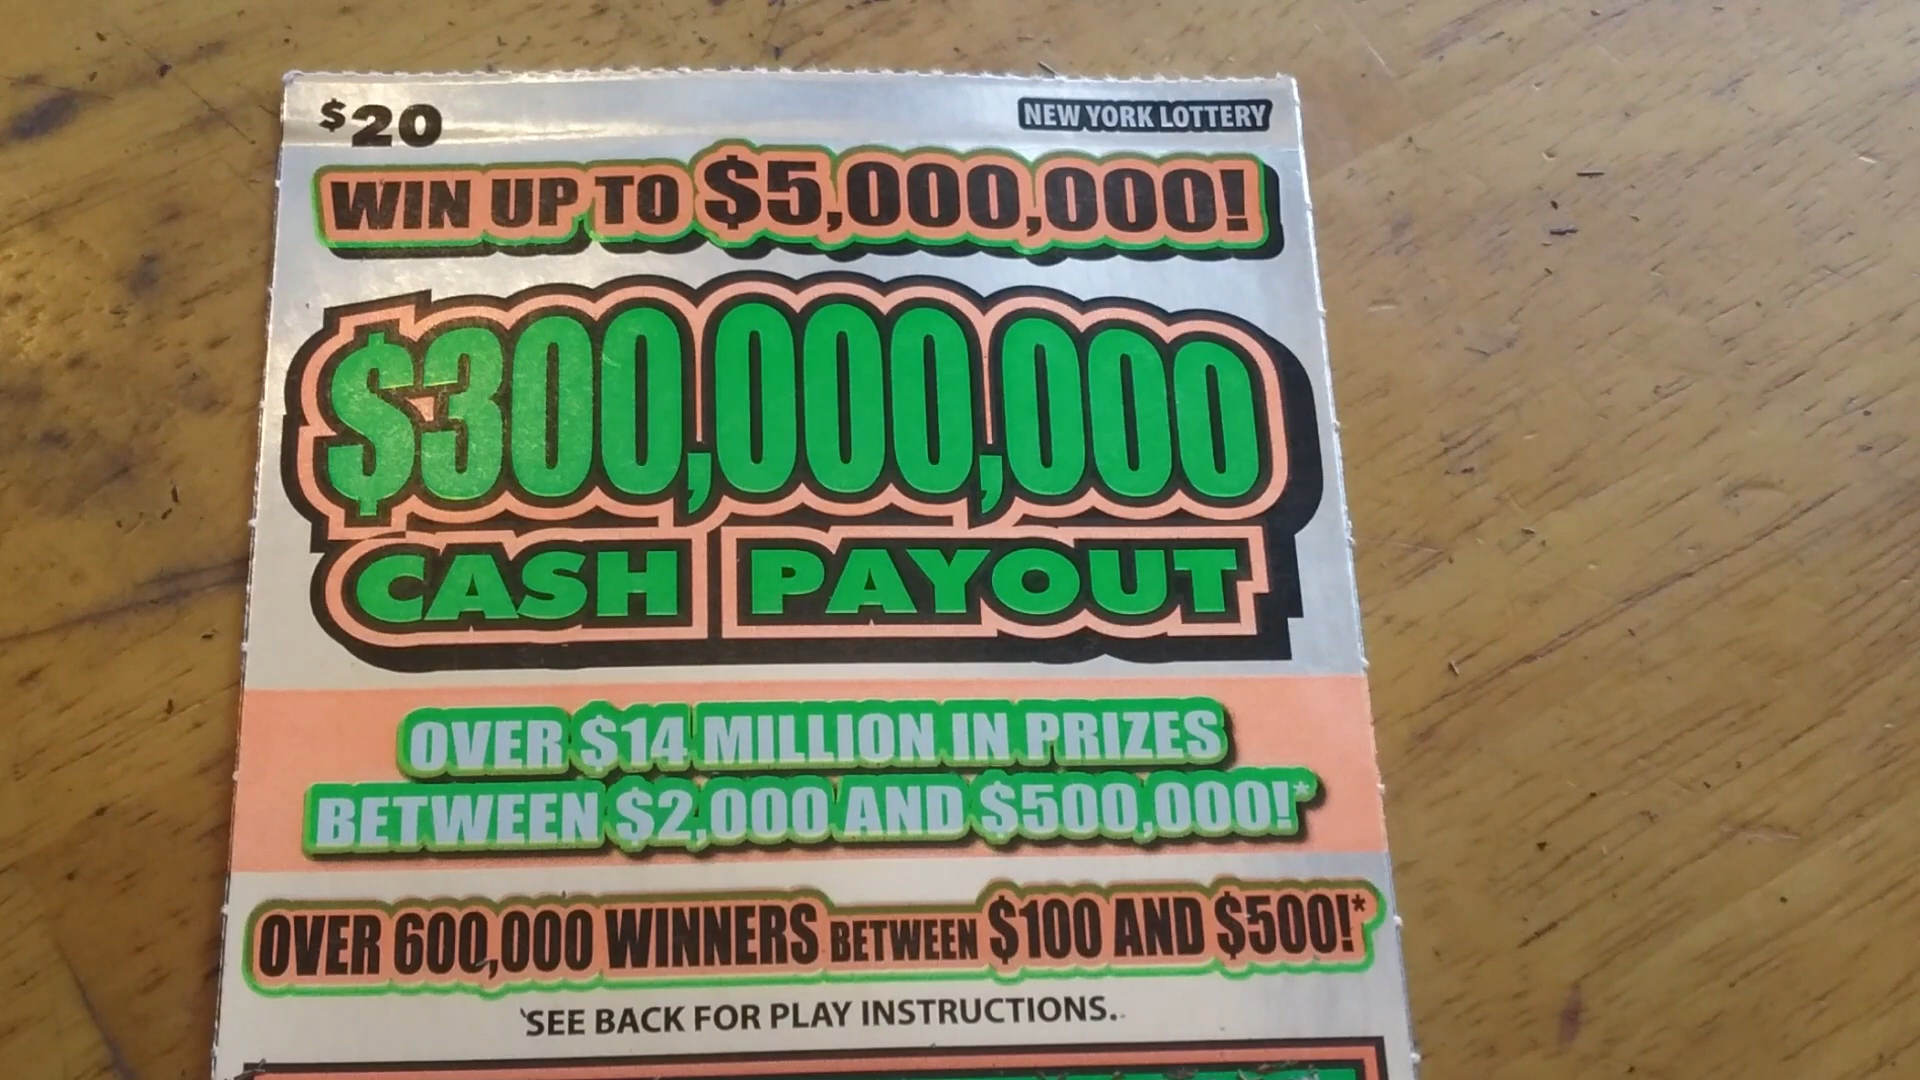 $20
NEW YORK LOTTERY
WIN UP TO $5,000,000!
$300,000,000
CASH PAYOUT
OVER $14 MILLION IN PRIZES
BETWEEN $2,000 AND $500,000!*
OVER 600,000 WINNERS BETWEEN $100 AND $500!*
SEE BACK FOR PLAY INSTRUCTIONS.